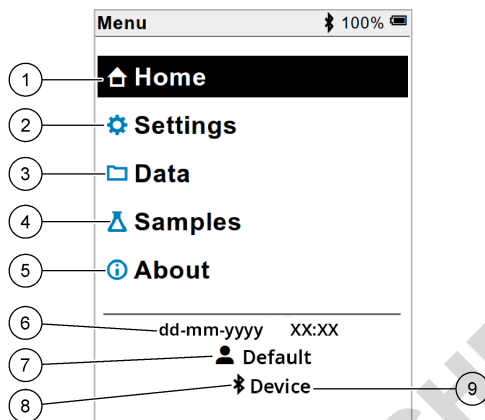 Menu 100%
1 Home
2 Settings
3 Data
4 Samples
5 About
6 dd-mm-yyyy XX:XX
7 Default
8 Device 9